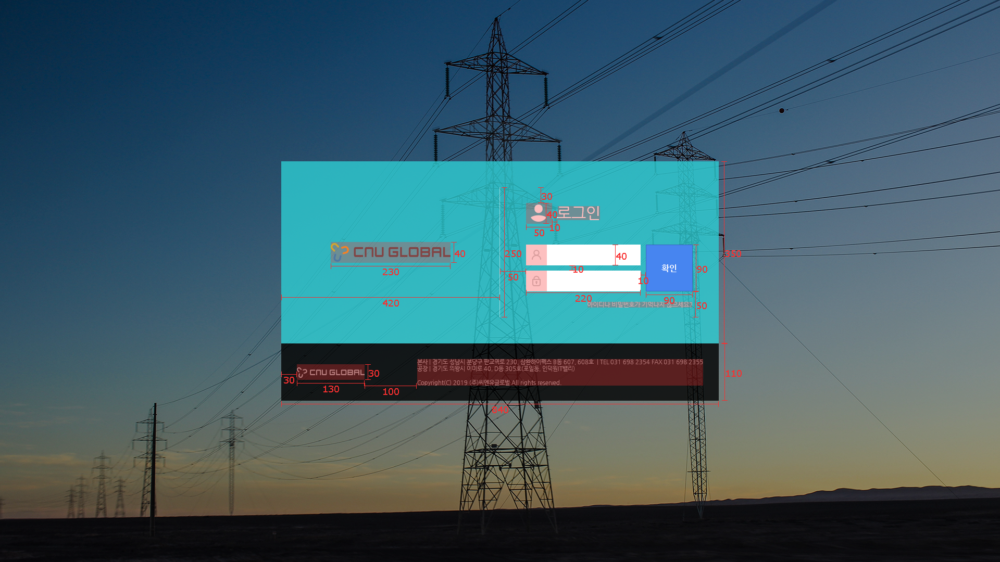 30
40
로그인
10
50
CNU GLOBAL
40
230
250
50
40
10
확인
90
350
10
220
90
420
아이디나 비밀번호가 기억나지 않으세요?
50
본사 | 경기도 성남시 분당구 판교역로 230, 삼환하이펙스 B동 607, 608호 | TEL 031 698 2354 FAX 031 698 2355
공장 | 경기도 의왕시 이미로 40, D동 305호(포일동, 인덕원IT밸리)
CNU GLOBAL
30
110
30
130
100
Copyright(C) 2019 (주)씨엔유글로벌 All rights reserved.
840